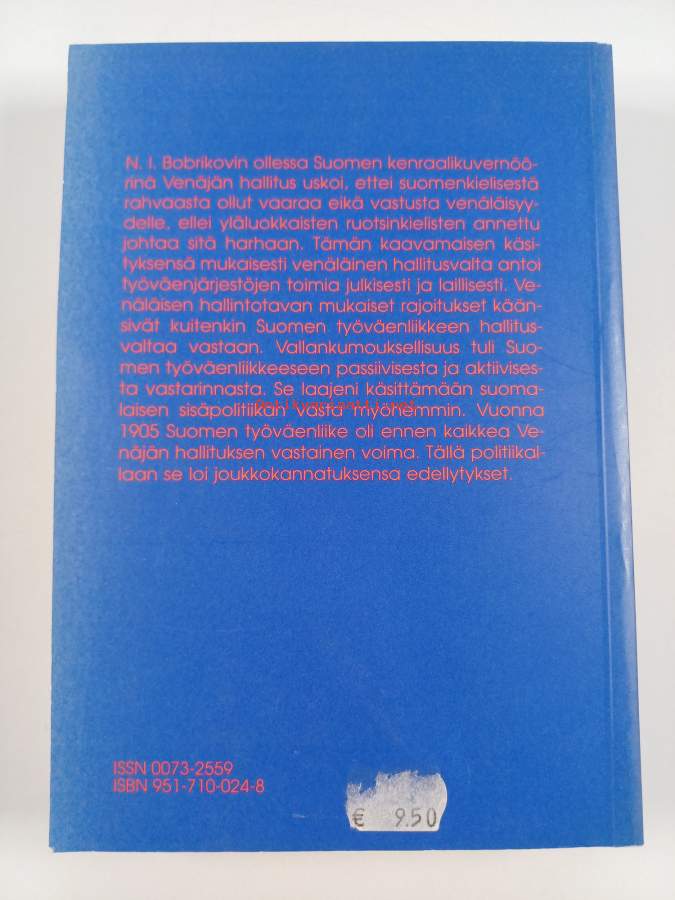 N. I. Bobrikovin ollessa Suomen kenraalikuvernöö-
rinä Venäjän hallitus uskoi, ettei suomenkielisestä
rahvaasta ollut vaaraa eikä vastusta venäläisyy-
delle, ellei yläluokkaisten ruotsinkielisten annettu
johtaa sitä harhaan. Tämän kaavamaisen käsi-
tyksensä mukaisesti venäläinen hallitusvalta antoi
työväenjärjestöjen toimia julkisesti ja laillisesti. Ve-
näläisen hallintotavan mukaiset rajoitukset kään-
sivät kuitenkin Suomen työväenliikkeen hallitus-
valtaa vastaan. Vallankumouksellisuus tuli Suo-
men työväenliikkeeseen passiivisesta ja aktiivises-
ta vastarinnasta. Se laajeni käsittämään suoma-
laisen sisäpolitiikan vasta myöhemmin. Vuonna
1905 Suomen työväenliike oli ennen kaikkea Ve-
näjän hallituksen vastainen voima. Tällä politiikal-
laan se loi joukkokannatuksensa edellytykset.
ISSN 0073-2559
ISBN 951-710-024-8
€ 9.50